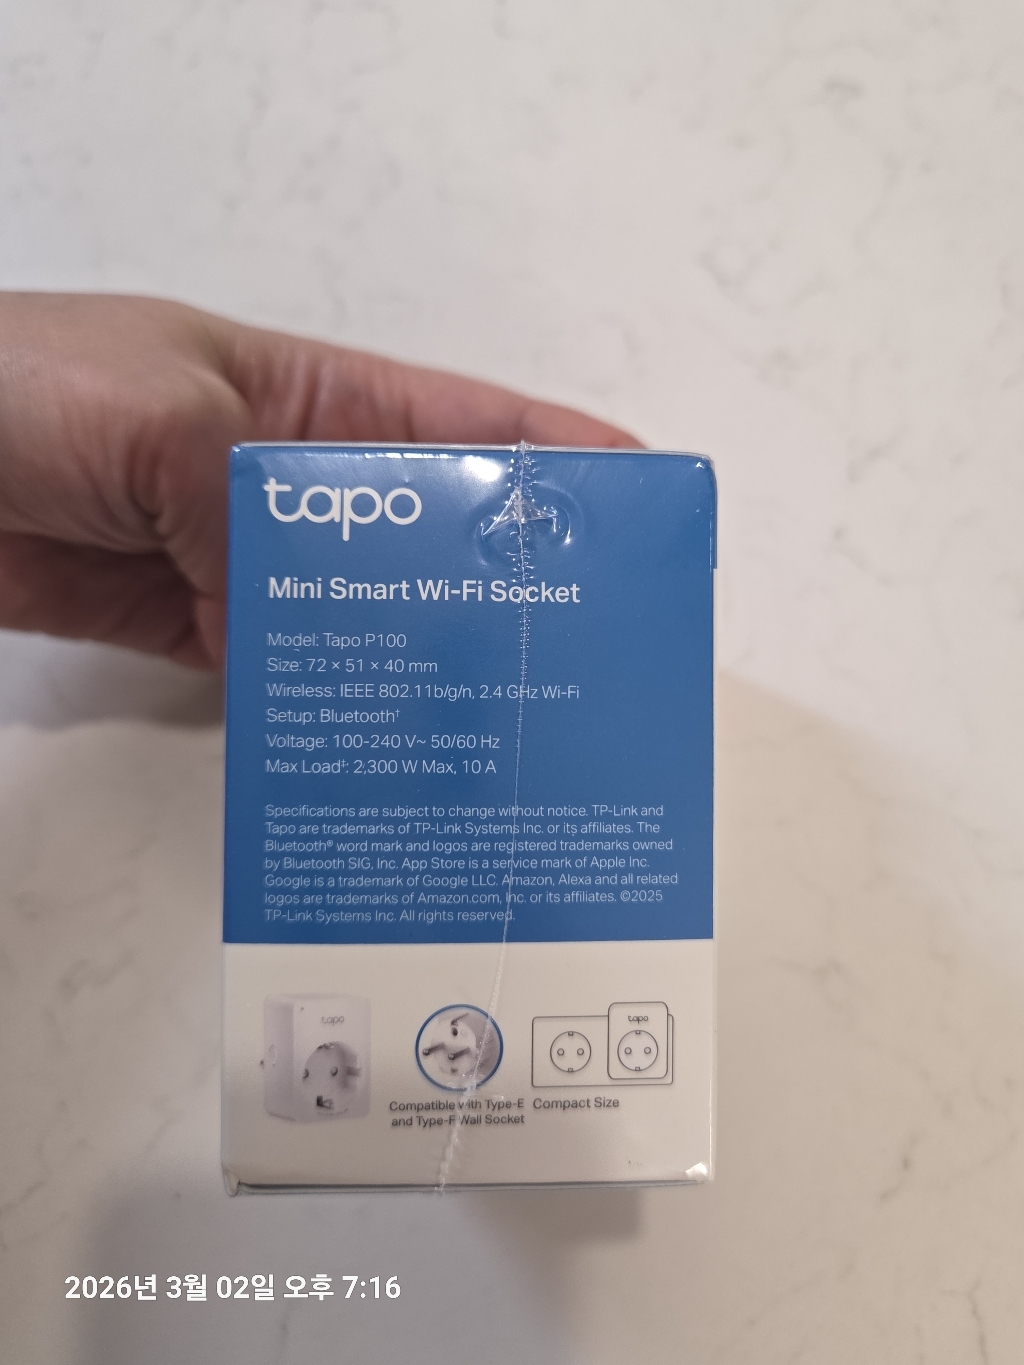 tapo
Mini Smart Wi-Fi Socket
Model: Tapo P100
Size: 72 × 51 × 40 mm
Wireless: IEEE 802.11b/g/n, 2.4 GHz Wi-Fi
Setup: Bluetooth†
Voltage: 100-240 V~ 50/60 Hz
Max Load‡: 2,300 W Max, 10 A
Specifications are subject to change without notice. TP-Link and
Tapo are trademarks of TP-Link Systems Inc. or its affiliates. The
Bluetooth® word mark and logos are registered trademarks owned
by Bluetooth SIG, Inc. App Store is a service mark of Apple Inc.
Google is a trademark of Google LLC. Amazon, Alexa and all related
logos are trademarks of Amazon.com, Inc. or its affiliates. ©2025
TP-Link Systems Inc. All rights reserved.
tapo
tapo
Compatible with Type-E
and Type-F Wall Socket
Compact Size
2026년 3월 02일 오후 7:16